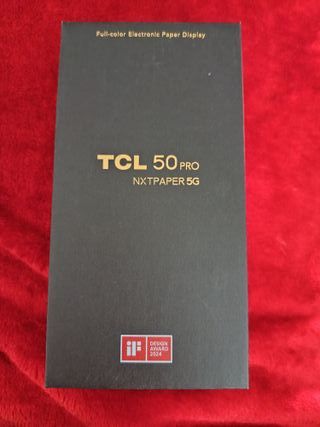 Full-color Electronic Paper Display
TCL 50 PRO
NXTPAPER 5G
iF
DESIGN
AWARD
2024